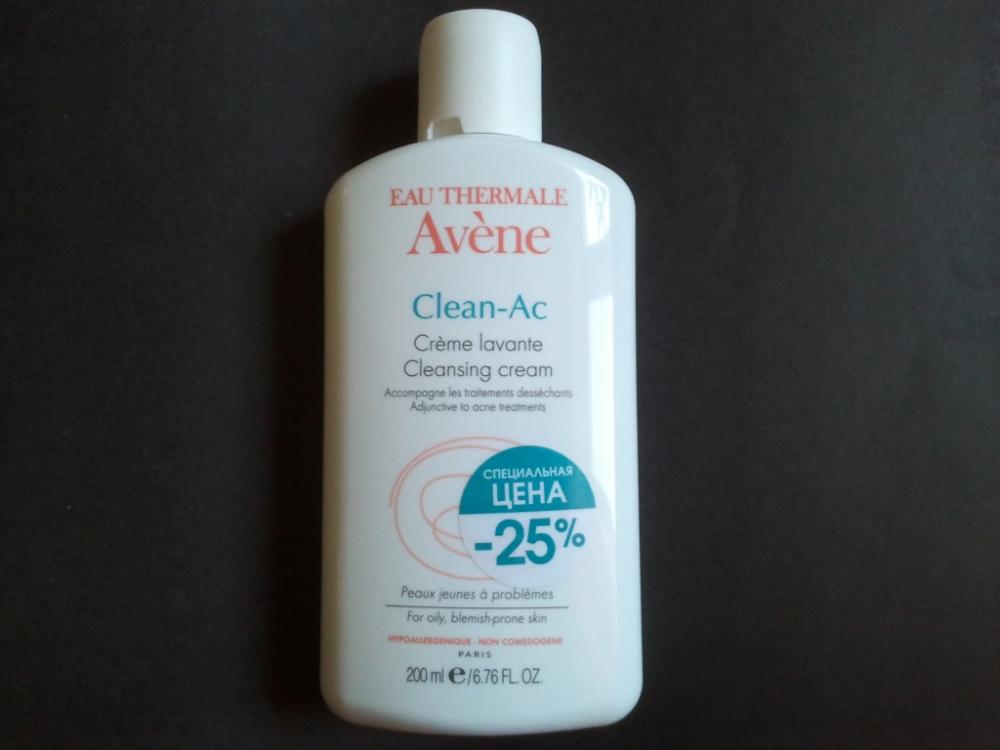 EAU THERMALE
Avène
Clean-Ac
Crème lavante
Cleansing cream
Accompagne les traitements desséchants
Adjunctive to acne treatments
СПЕЦИАЛЬНАЯ
ЦЕНА
-25%
Peaux jeunes à problèmes
For oily, blemish-prone skin
HYPOALLERGENIQUE - NON COMEDOGENE
PARIS
200 ml e/6.76 FL. OZ.